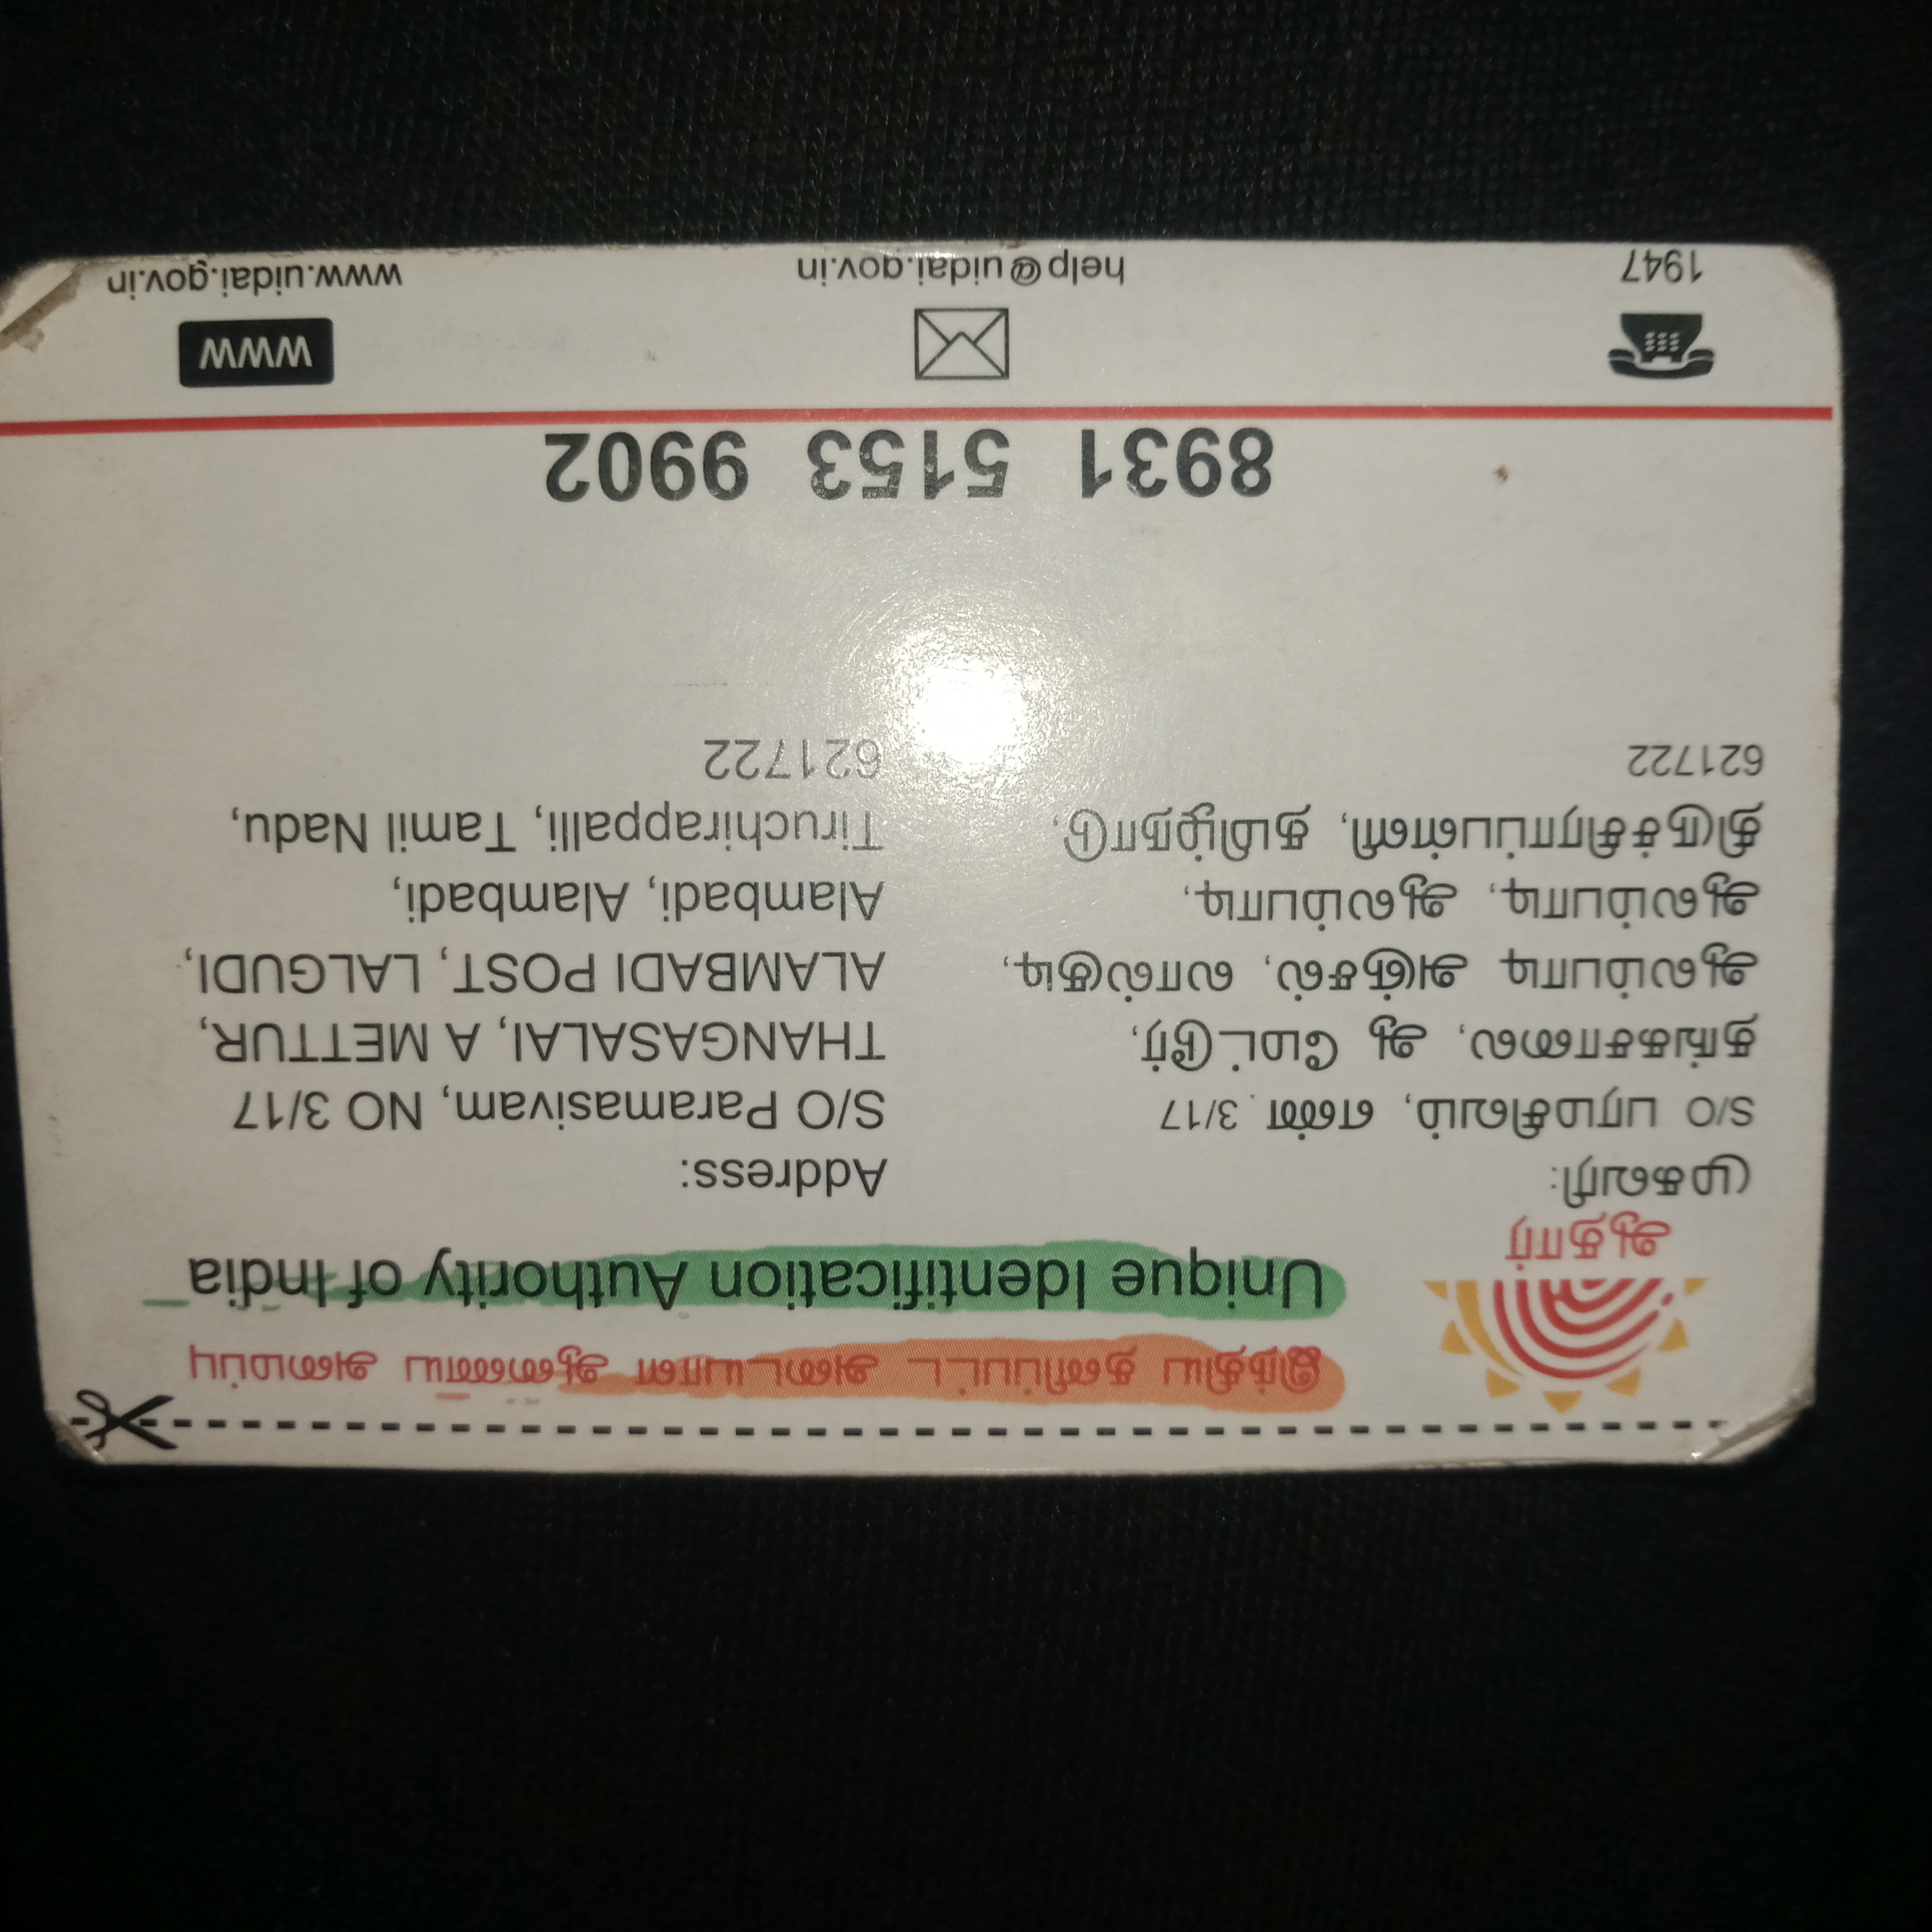 இந்திய தனிப்பட்ட அடையாள ஆணைய அமைப்பு
Unique Identification Authority of India
ஆதார்
முகவரி:
S/O பரமசிவம், எண் 3/17
தங்கசாலை, ஆ மேட்டூர்,
ஆலம்பாடி அஞ்சல், லால்குடி,
ஆலம்பாடி, ஆலம்பாடி,
திருச்சிராப்பள்ளி, தமிழ்நாடு,
621722
Address:
S/O Paramasivam, NO 3/17
THANGASALAI, A METTUR,
ALAMBADI POST, LALGUDI,
Alambadi, Alambadi,
Tiruchirappalli, Tamil Nadu,
621722
8931 5153 9902
WWW
1947
help@uidai.gov.in
www.uidai.gov.in